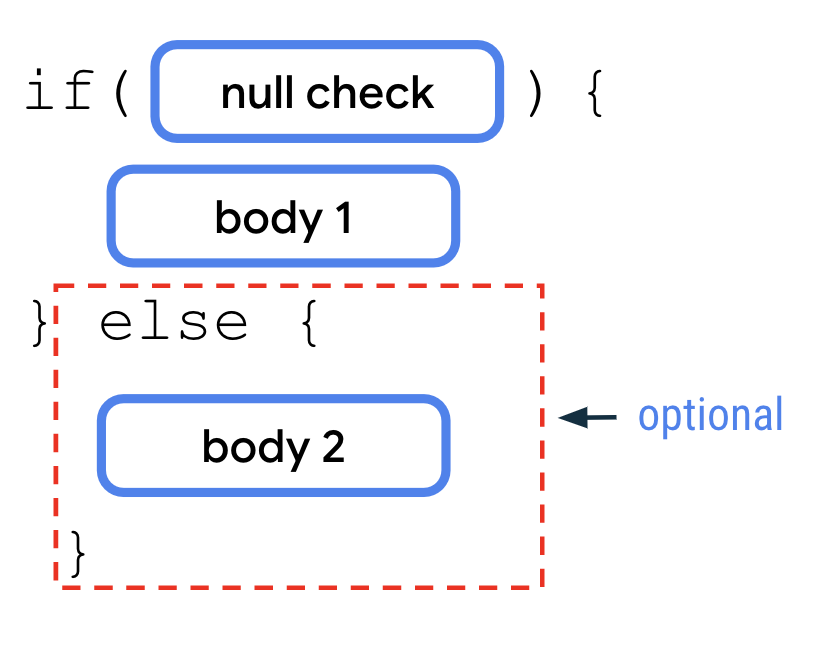 if( null check ) {
body 1
} else {
optional
body 2
}